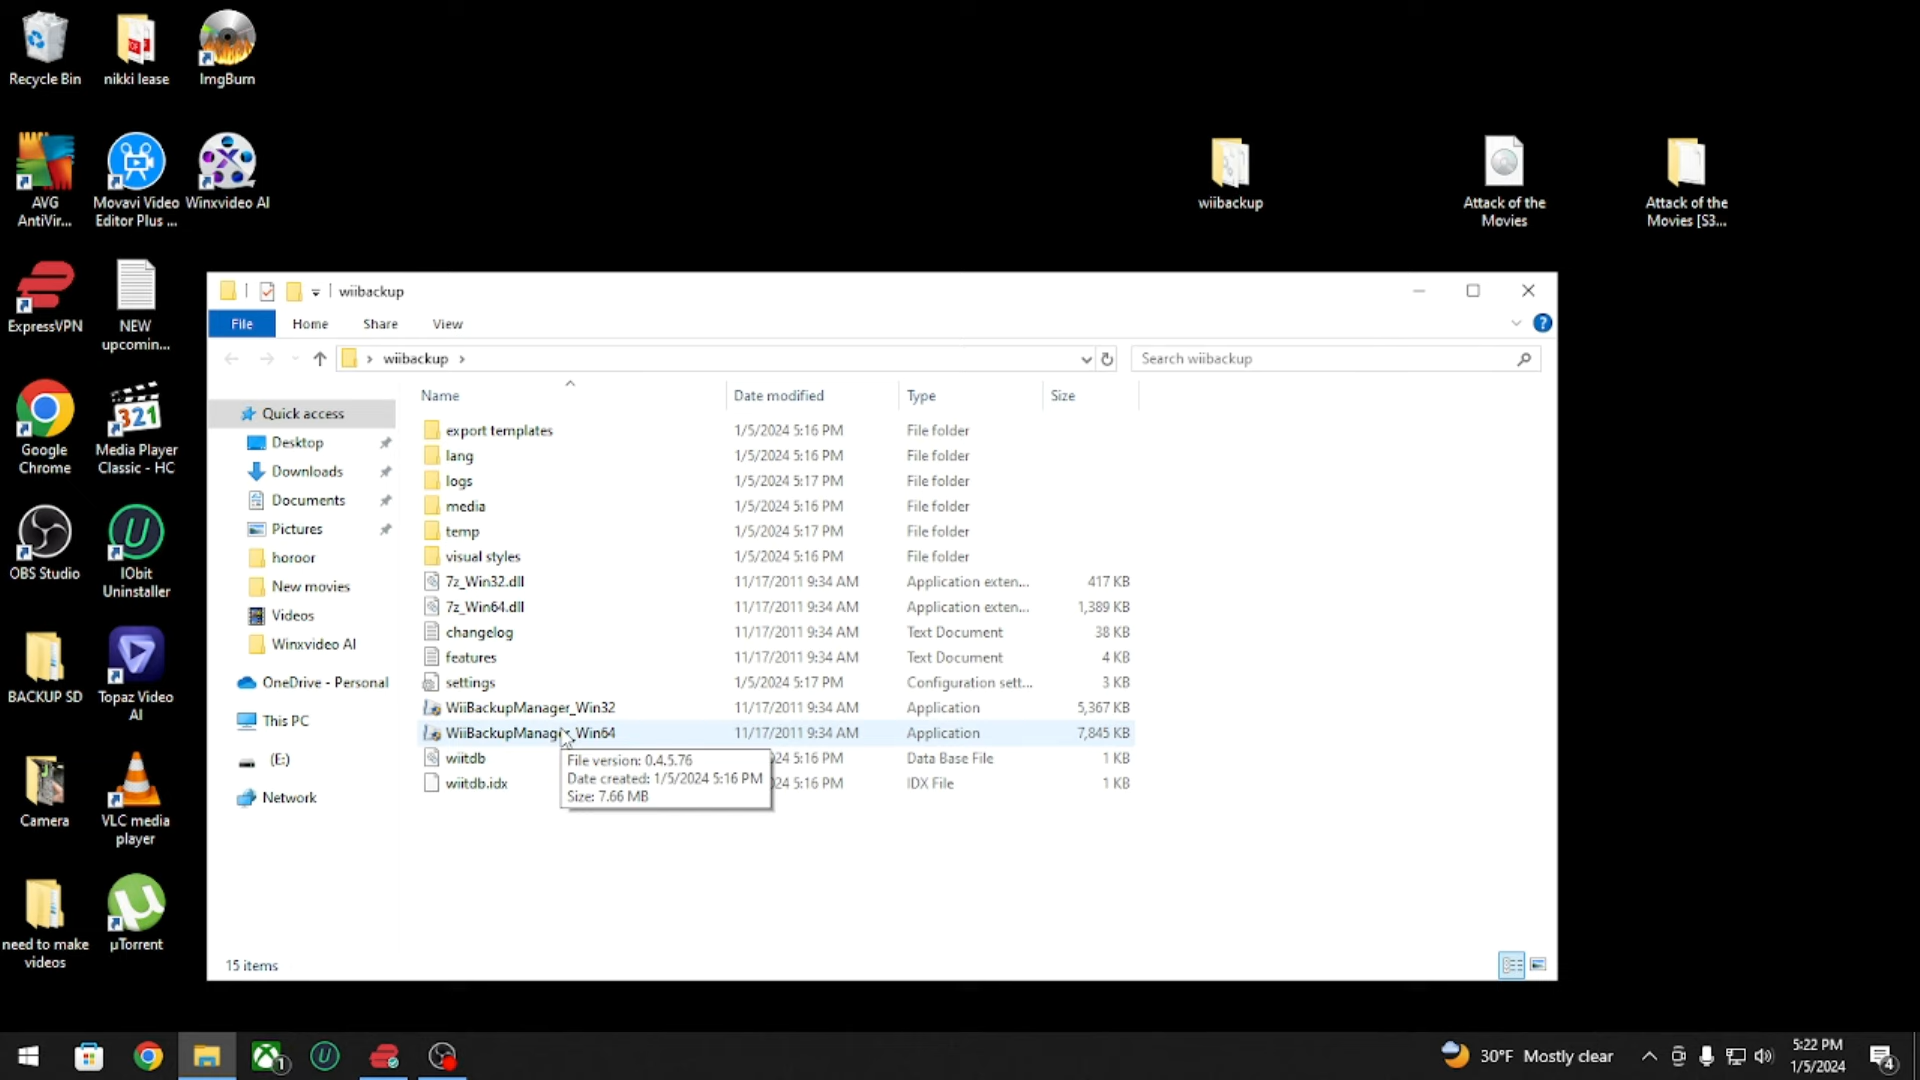 Recycle Bin
nikki lease
ImgBurn
AVG
AntiVir...
Movavi Video
Editor Plus ...
Winxvideo AI
wiibackup
Attack of the
Movies
Attack of the
Movies [S3...
ExpressVPN
NEW
upcomin...
Google
Chrome
321
Media Player
Classic - HC
OBS Studio
IObit
Uninstaller
BACKUP SD
Topaz Video
AI
Camera
VLC media
player
need to make
videos
µTorrent
wiibackup
File
Home
Share
View
wiibackup
Search wiibackup
Quick access
Desktop
Downloads
Documents
Pictures
horoor
New movies
Videos
Winxvideo AI
OneDrive - Personal
This PC
(E:)
Network
Name Date modified Type Size
export templates 1/5/2024 5:16 PM File folder
lang 1/5/2024 5:16 PM File folder
logs 1/5/2024 5:17 PM File folder
media 1/5/2024 5:16 PM File folder
temp 1/5/2024 5:17 PM File folder
visual styles 1/5/2024 5:16 PM File folder
7z_Win32.dll 11/17/2011 9:34 AM Application exten... 417 KB
7z_Win64.dll 11/17/2011 9:34 AM Application exten... 1,389 KB
changelog 11/17/2011 9:34 AM Text Document 38 KB
features 11/17/2011 9:34 AM Text Document 4 KB
settings 1/5/2024 5:17 PM Configuration sett... 3 KB
WiiBackupManager_Win32 11/17/2011 9:34 AM Application 5,367 KB
WiiBackupManager_Win64 11/17/2011 9:34 AM Application 7,845 KB
wiitdb 24 5:16 PM Data Base File 1 KB
wiitdb.idx 24 5:16 PM IDX File 1 KB
File version: 0.4.5.76
Date created: 1/5/2024 5:16 PM
Size: 7.66 MB
15 items
1
30°F Mostly clear
5:22 PM
1/5/2024
4